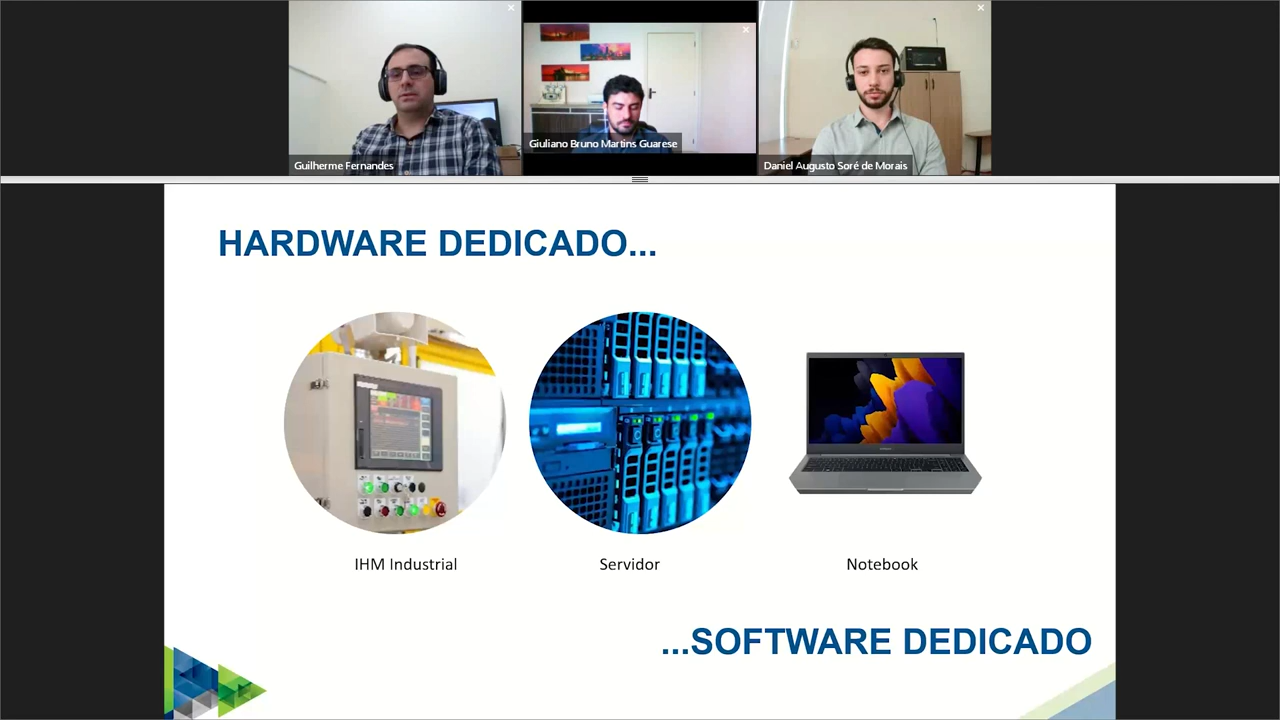 Guilherme Fernandes
Giuliano Bruno Martins Guarese
Daniel Augusto Soré de Morais
HARDWARE DEDICADO...
IHM Industrial
Servidor
Notebook
...SOFTWARE DEDICADO